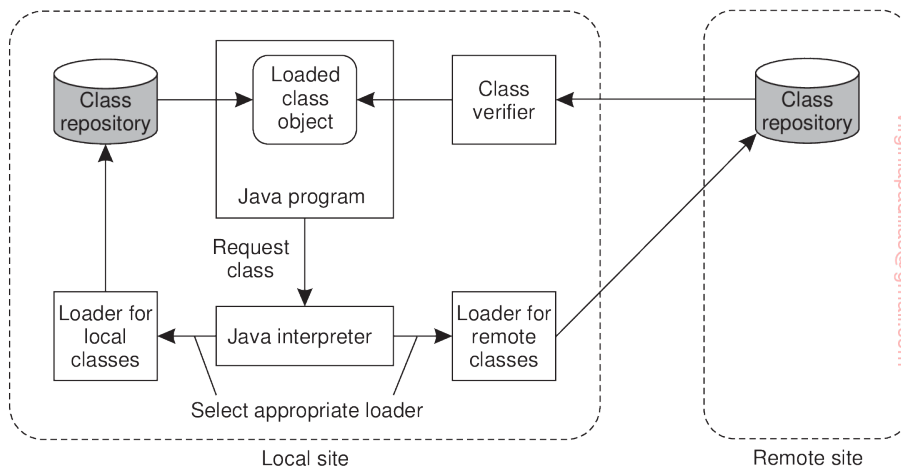 Class
repository
Loaded
class
object
Class
verifier
Class
repository
Java program
Request
class
Loader for
local
classes
Java interpreter
Loader for
remote
classes
Select appropriate loader
Local site
Remote site